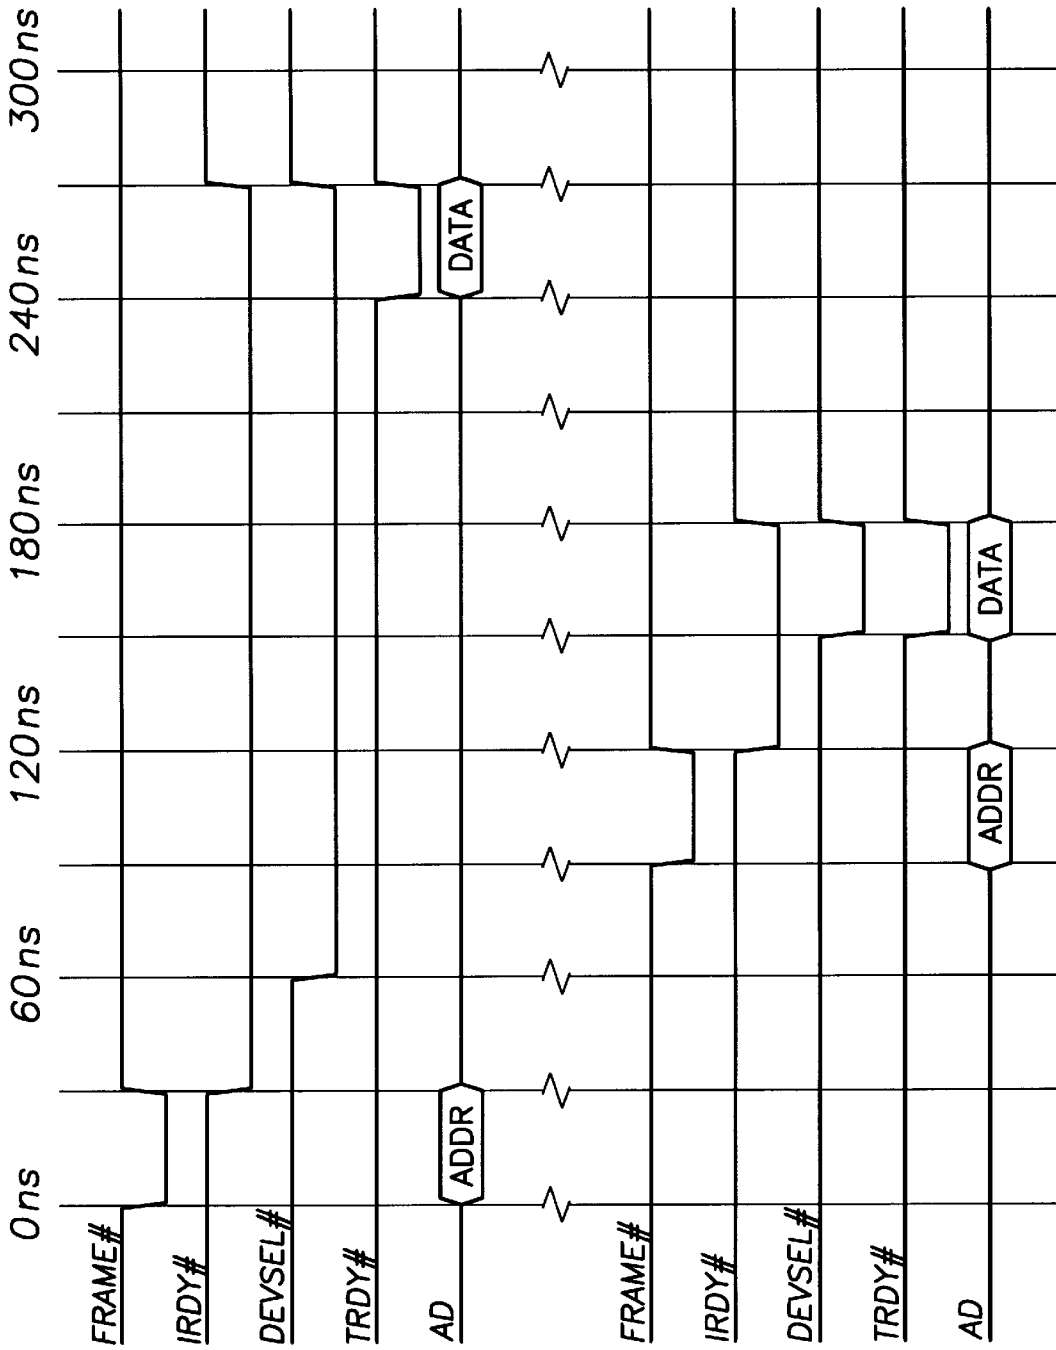 0ns 60ns 120ns 180ns 240ns 300ns
FRAME#
IRDY#
DEVSEL#
TRDY#
AD ADDR DATA
FRAME#
IRDY#
DEVSEL#
TRDY#
AD ADDR DATA